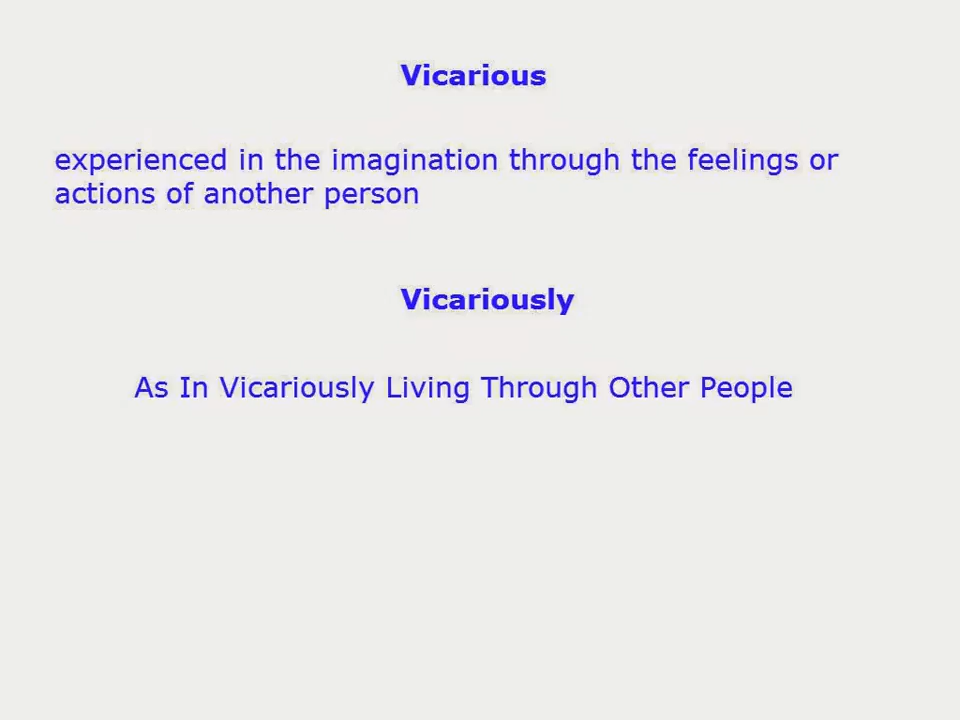 Vicarious
experienced in the imagination through the feelings or
actions of another person
Vicariously
As In Vicariously Living Through Other People